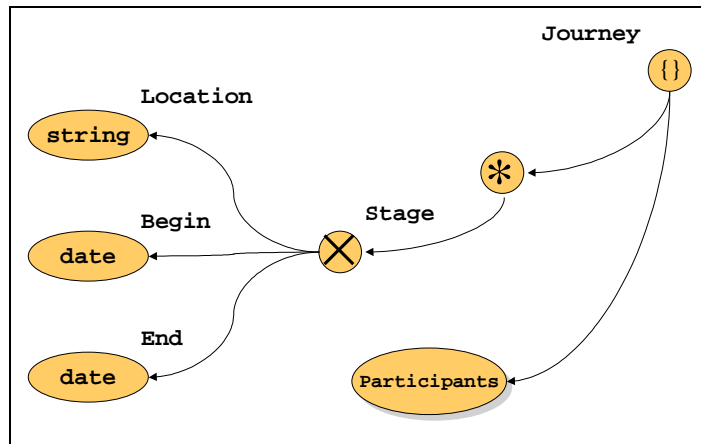 Journey
{}
Location
string
*
Stage
Begin
date
End
date
Participants